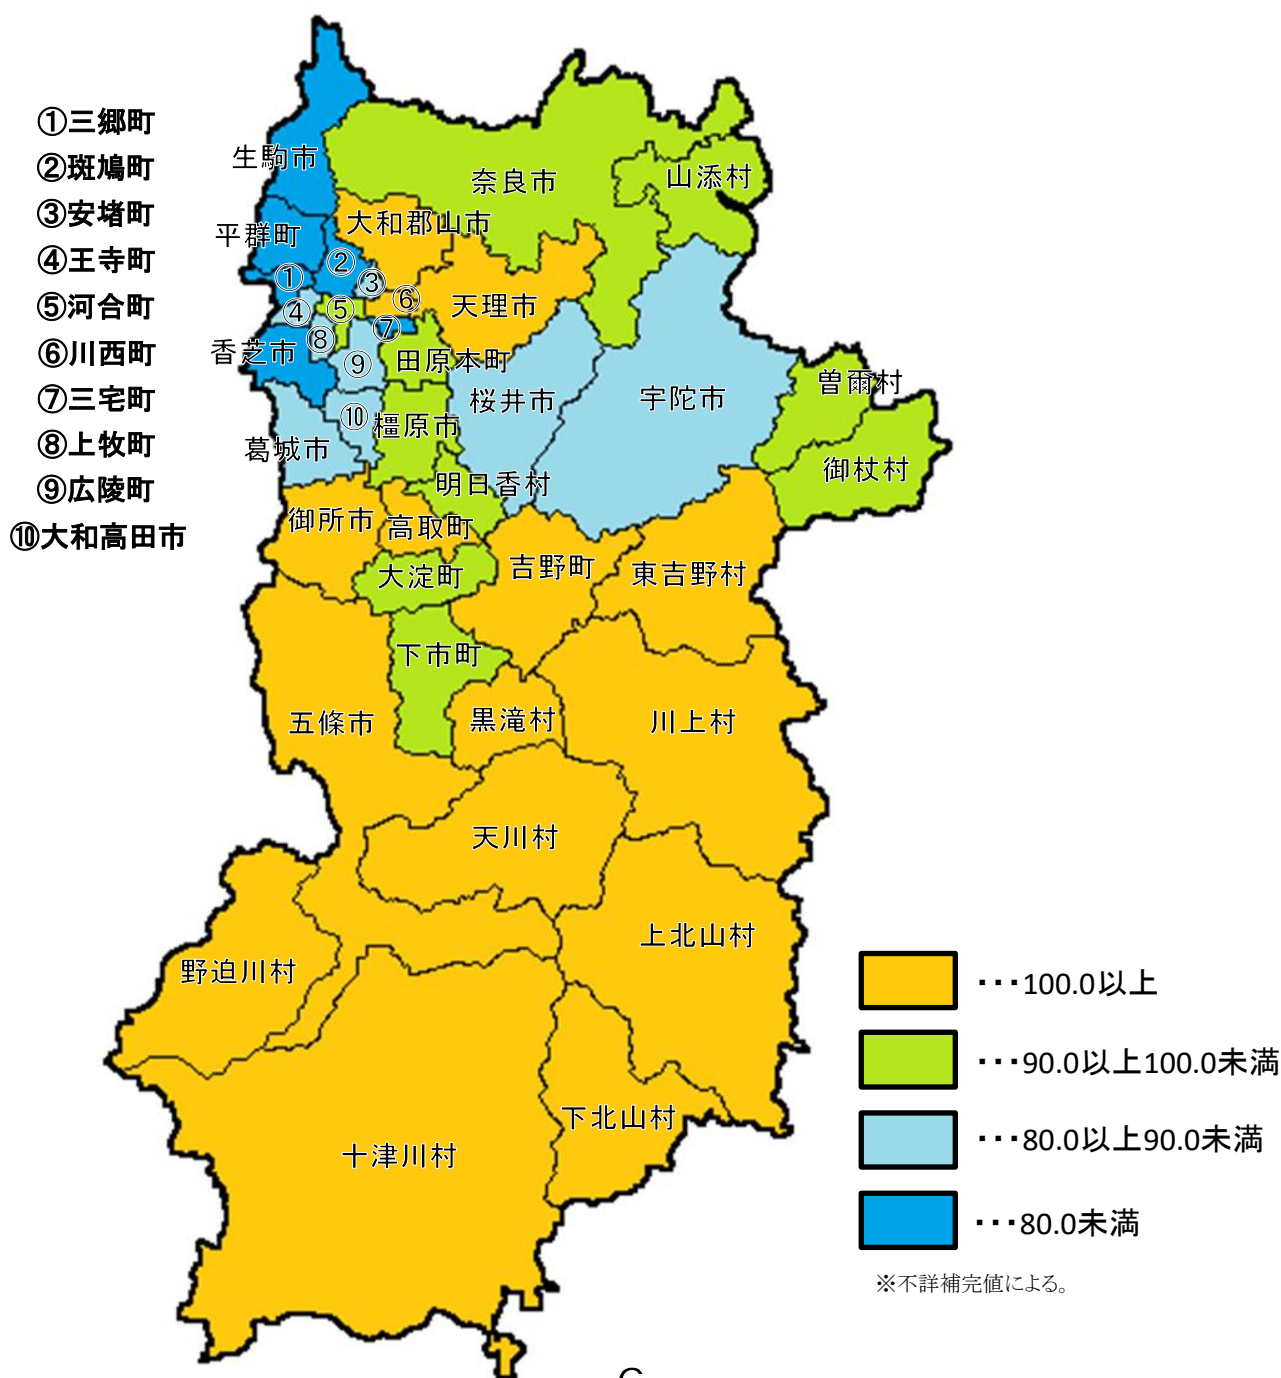 ①三郷町
②斑鳩町
③安堵町
④王寺町
⑤河合町
⑥川西町
⑦三宅町
⑧上牧町
⑨広陵町
⑩大和高田市
生駒市
奈良市
山添村
平群町
大和郡山市
①
②
③
④
⑤
⑥
天理市
⑦
⑧
香芝市
⑨
田原本町
桜井市
宇陀市
曽爾村
⑩
橿原市
葛城市
御杖村
明日香村
御所市
高取町
大淀町
吉野町
東吉野村
下市町
五條市
黒滝村
川上村
天川村
上北山村
野迫川村
下北山村
十津川村
･･･100.0以上
･･･90.0以上100.0未満
･･･80.0以上90.0未満
･･･80.0未満
※不詳補完値による。